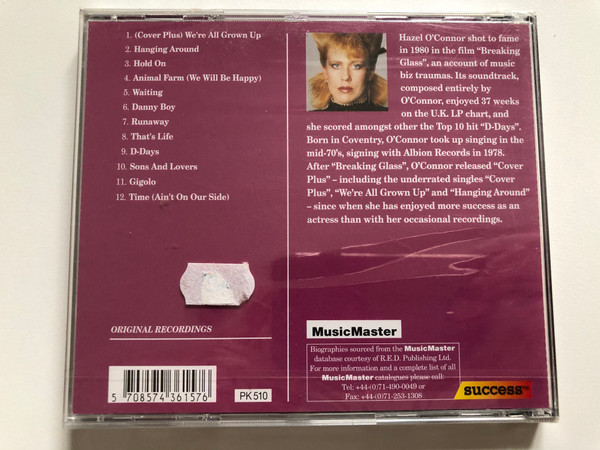 1. (Cover Plus) We're All Grown Up
2. Hanging Around
3. Hold On
4. Animal Farm (We Will Be Happy)
5. Waiting
6. Danny Boy
7. Runaway
8. That's Life
9. D-Days
10. Sons And Lovers
11. Gigolo
12. Time (Ain't On Our Side)
ORIGINAL RECORDINGS
5 708574 361576
PK 510
Hazel O'Connor shot to fame
in 1980 in the film "Breaking
Glass", an account of music
biz traumas. Its soundtrack,
composed entirely by
O'Connor, enjoyed 37 weeks
on the U.K. LP chart, and
she scored amongst other the Top 10 hit "D-Days".
Born in Coventry, O'Connor took up singing in the
mid-70's, signing with Albion Records in 1978.
After "Breaking Glass", O'Connor released "Cover
Plus" – including the underrated singles "Cover
Plus", "We're All Grown Up" and "Hanging Around"
– since when she has enjoyed more success as an
actress than with her occasional recordings.
MusicMaster
Biographies sourced from the MusicMaster
database courtesy of R.E.D. Publishing Ltd.
For more information and a complete list of all
MusicMaster catalogues please call:
Tel: +44-(0)71-490-0049 or
Fax: +44-(0)71-253-1308
success